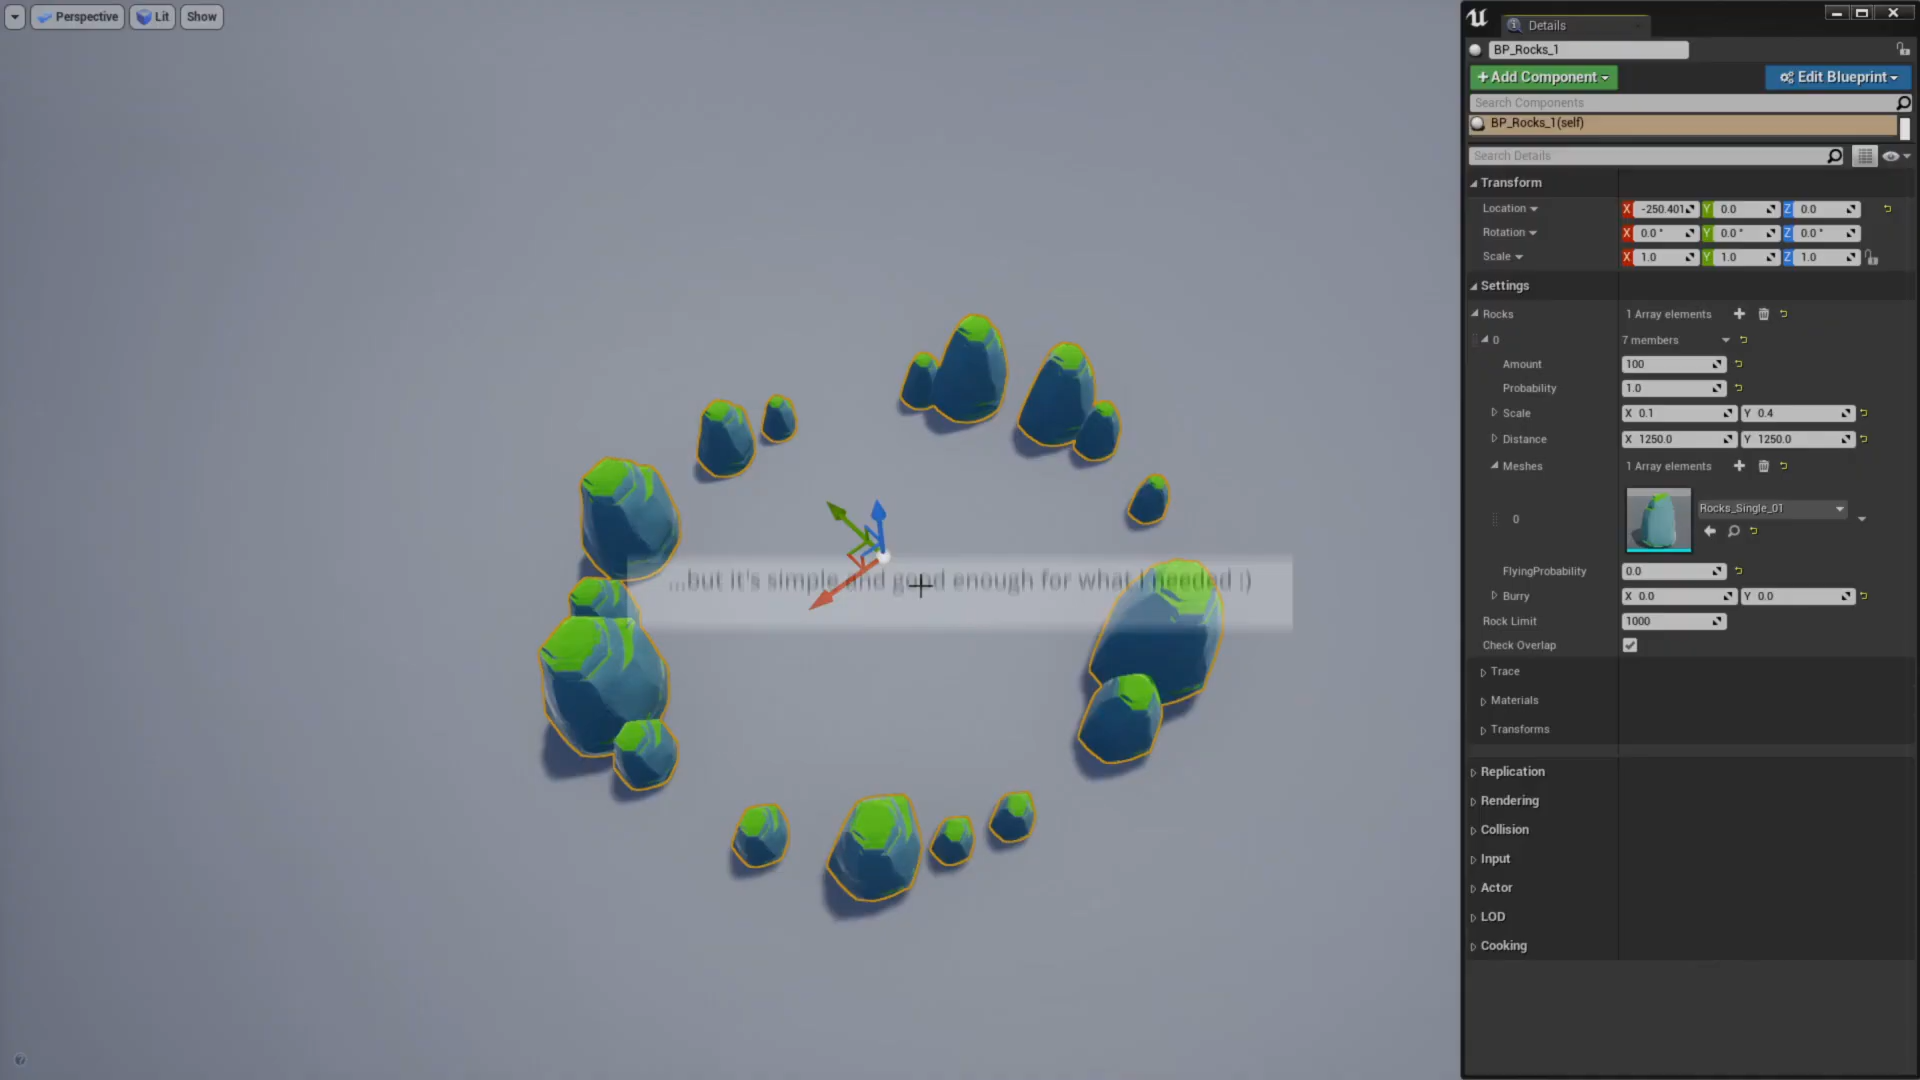 Perspective Lit Show
Details
BP_Rocks_1
+ Add Component Edit Blueprint
Search Components
BP_Rocks_1(self)
Search Details
Transform
Location X -250.401 Y 0.0 Z 0.0
Rotation X 0.0 ° Y 0.0 ° Z 0.0 °
Scale X 1.0 Y 1.0 Z 1.0
Settings
Rocks 1 Array elements
0 7 members
Amount 100
Probability 1.0
Scale X 0.1 Y 0.4
Distance X 1250.0 Y 1250.0
Meshes 1 Array elements
0 Rocks_Single_01
FlyingProbability 0.0
...but it's simple and good enough for what I needed :)
Burry X 0.0 Y 0.0
Rock Limit 1000
Check Overlap
Trace
Materials
Transforms
Replication
Rendering
Collision
Input
Actor
LOD
Cooking